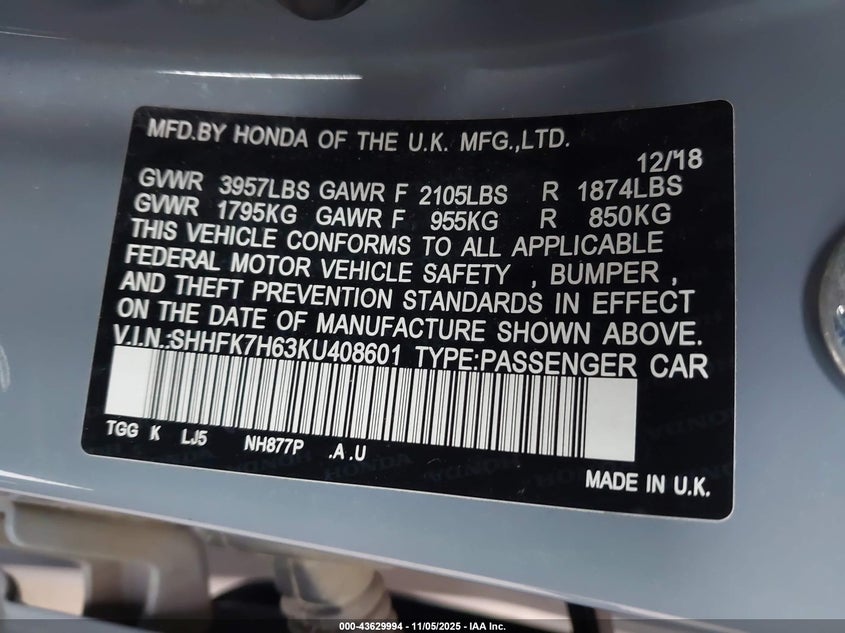 MFD.BY HONDA OF THE U.K. MFG.,LTD.
12/18
GVWR 3957LBS GAWR F 2105LBS R 1874LBS
GVWR 1795KG GAWR F 955KG R 850KG
THIS VEHICLE CONFORMS TO ALL APPLICABLE
FEDERAL MOTOR VEHICLE SAFETY , BUMPER ,
AND THEFT PREVENTION STANDARDS IN EFFECT
ON THE DATE OF MANUFACTURE SHOWN ABOVE.
V.I.N.:SHHFK7H63KU408601 TYPE:PASSENGER CAR
TGG K LJ5 NH877P .A .U
HONDA
MADE IN U.K.
000-43629994 — 11/05/2025 — IAA Inc.